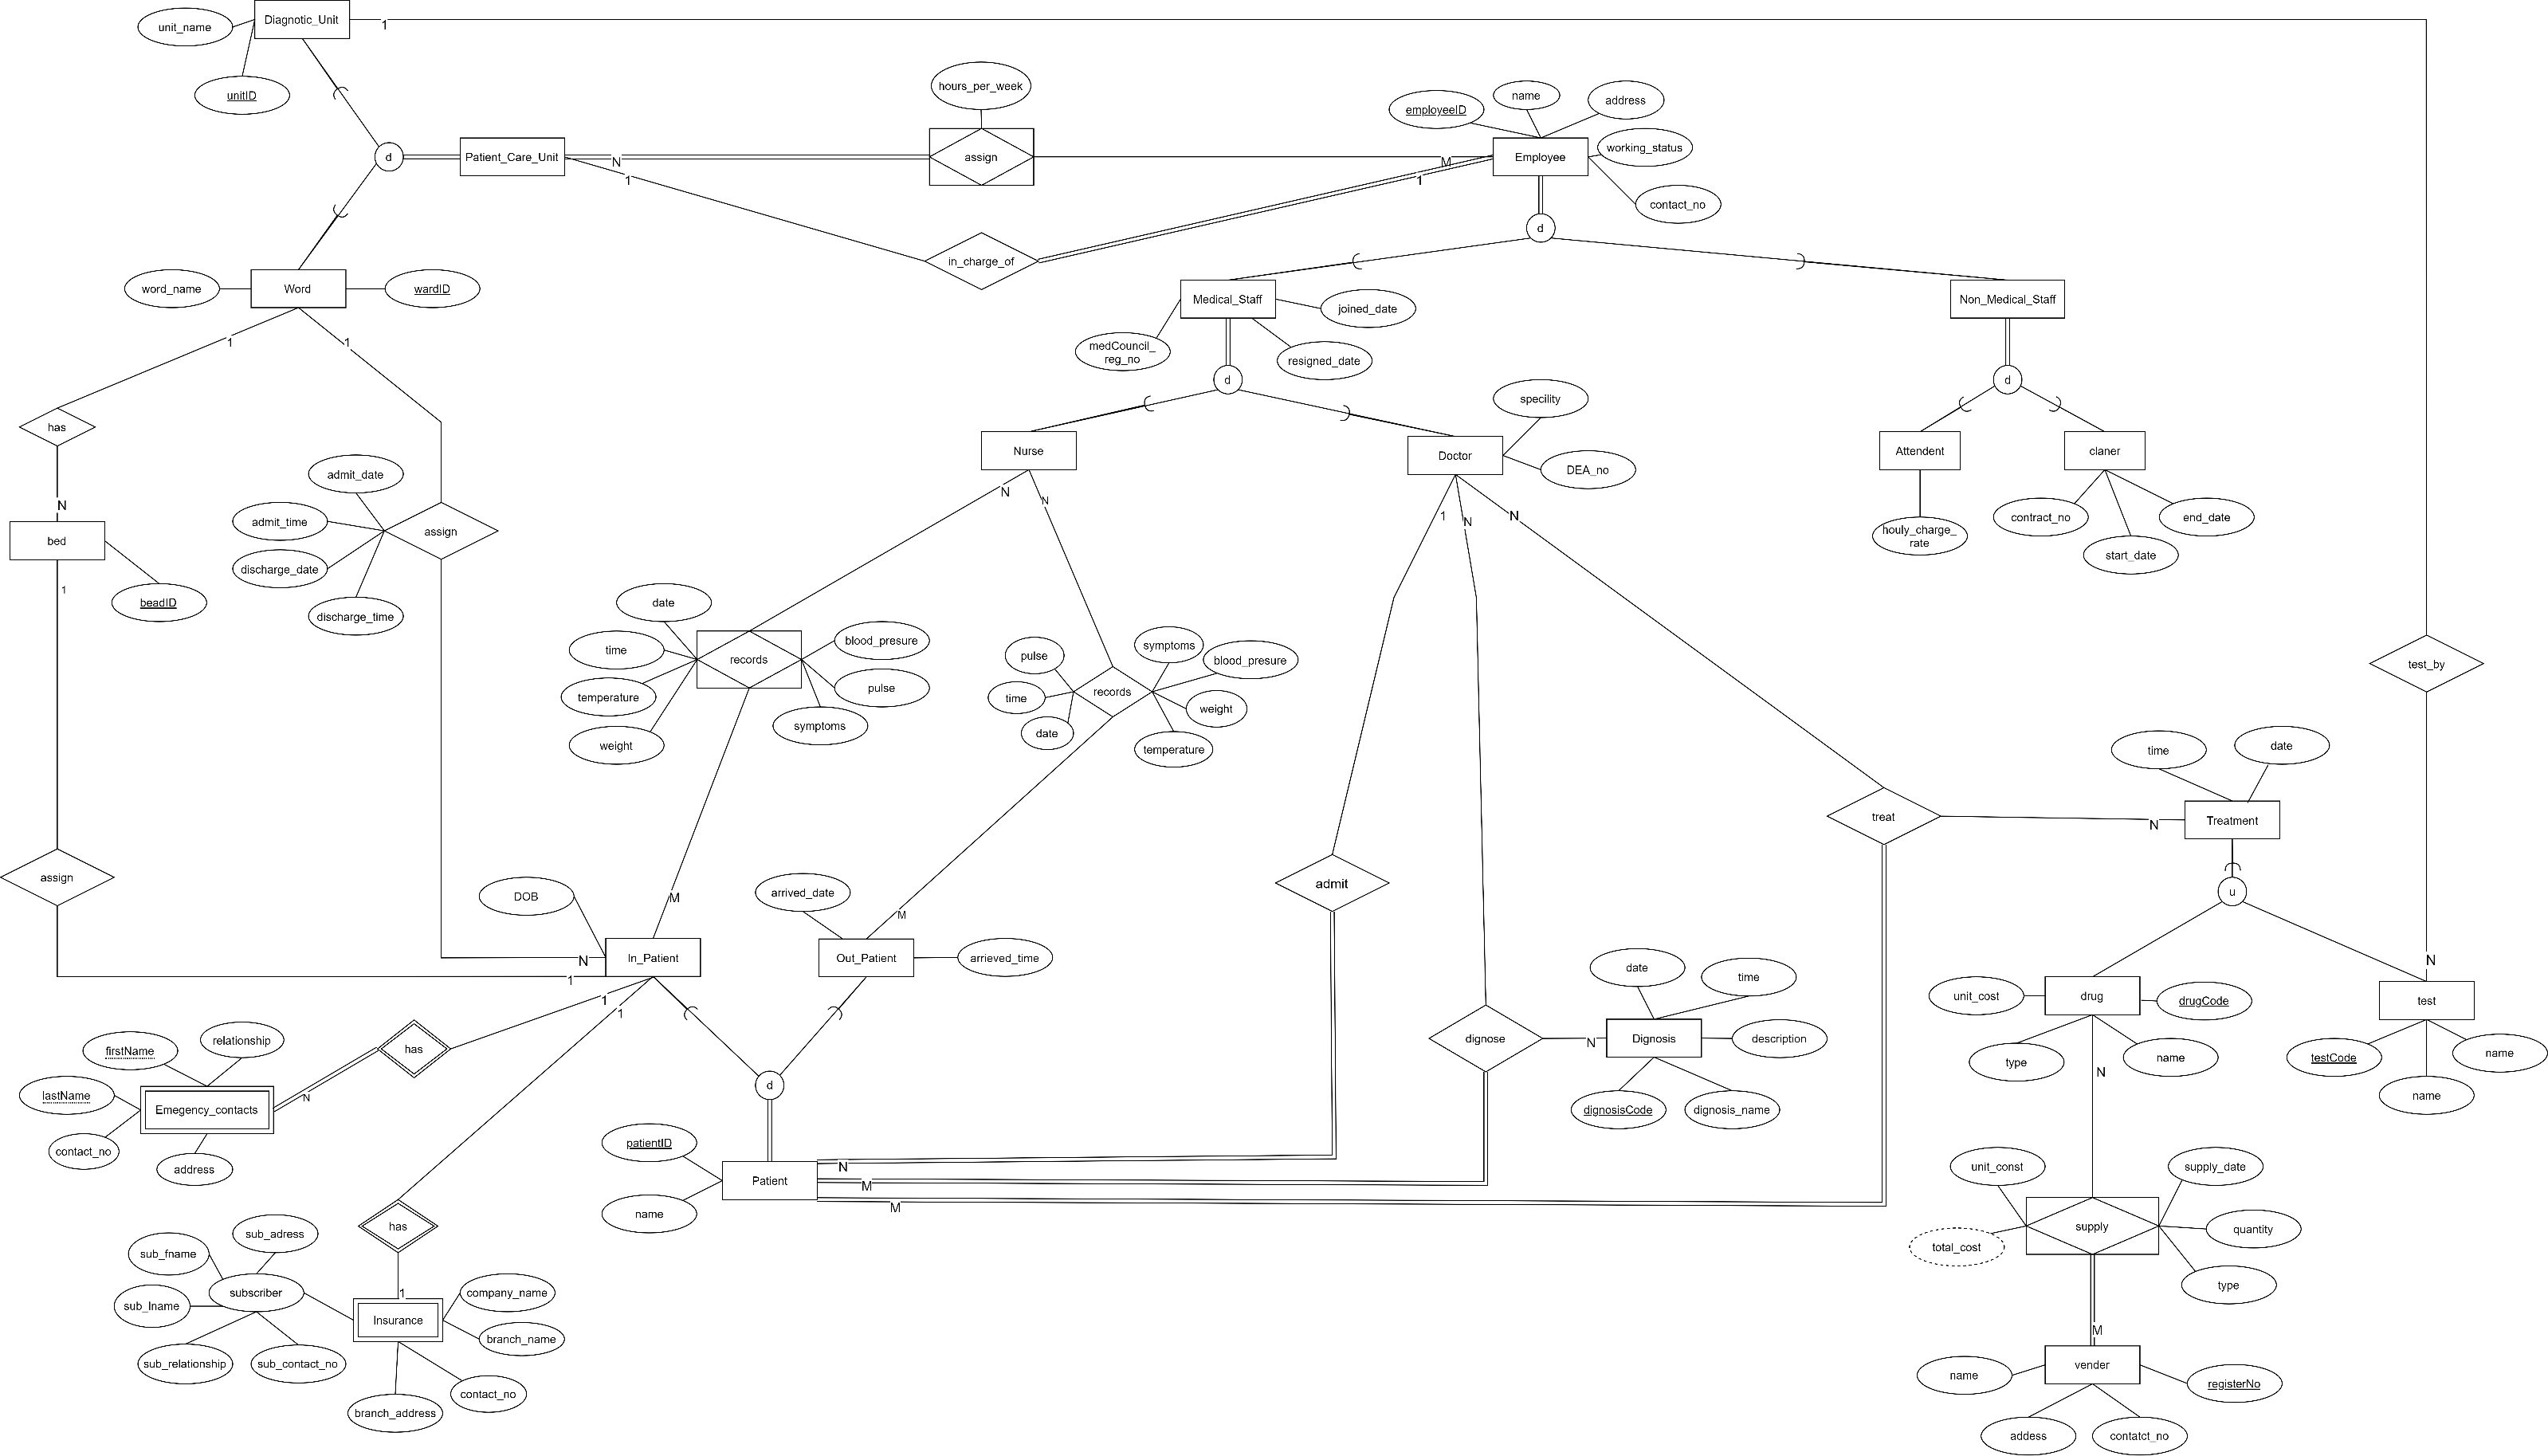 Diagnotic_Unit
unit_name
1
unitID
hours_per_week
employeeID
name
address
working_status
contact_no
d
Patient_Care_Unit
N
1
assign
M
1
Employee
d
in_charge_of
Word
word_name
wardID
1
1
Medical_Staff
joined_date
medCouncil_
reg_no
resigned_date
Non_Medical_Staff
d
d
has
N
bed
1
beadID
admit_date
admit_time
assign
discharge_date
discharge_time
Nurse
N
N
Doctor
specility
DEA_no
1
N
N
Attendent
claner
houly_charge_
rate
contract_no
end_date
start_date
date
time
temperature
weight
records
blood_presure
pulse
symptoms
pulse
time
date
records
symptoms
blood_presure
weight
temperature
test_by
time
date
treat
N
Treatment
u
assign
admit
DOB
M
arrived_date
M
N
In_Patient
1
Out_Patient
arrieved_time
1
1
N
date
time
dignose
N
Dignosis
description
dignosisCode
dignosis_name
unit_cost
drug
drugCode
type
name
N
test
testCode
name
name
firstName
relationship
has
lastName
Emegency_contacts
N
contact_no
address
d
patientID
Patient
name
N
M
M
has
sub_adress
sub_fname
subscriber
sub_lname
sub_relationship
sub_contact_no
1
Insurance
company_name
branch_name
contact_no
branch_address
unit_const
supply_date
total_cost
supply
quantity
type
M
vender
name
registerNo
addess
contatct_no